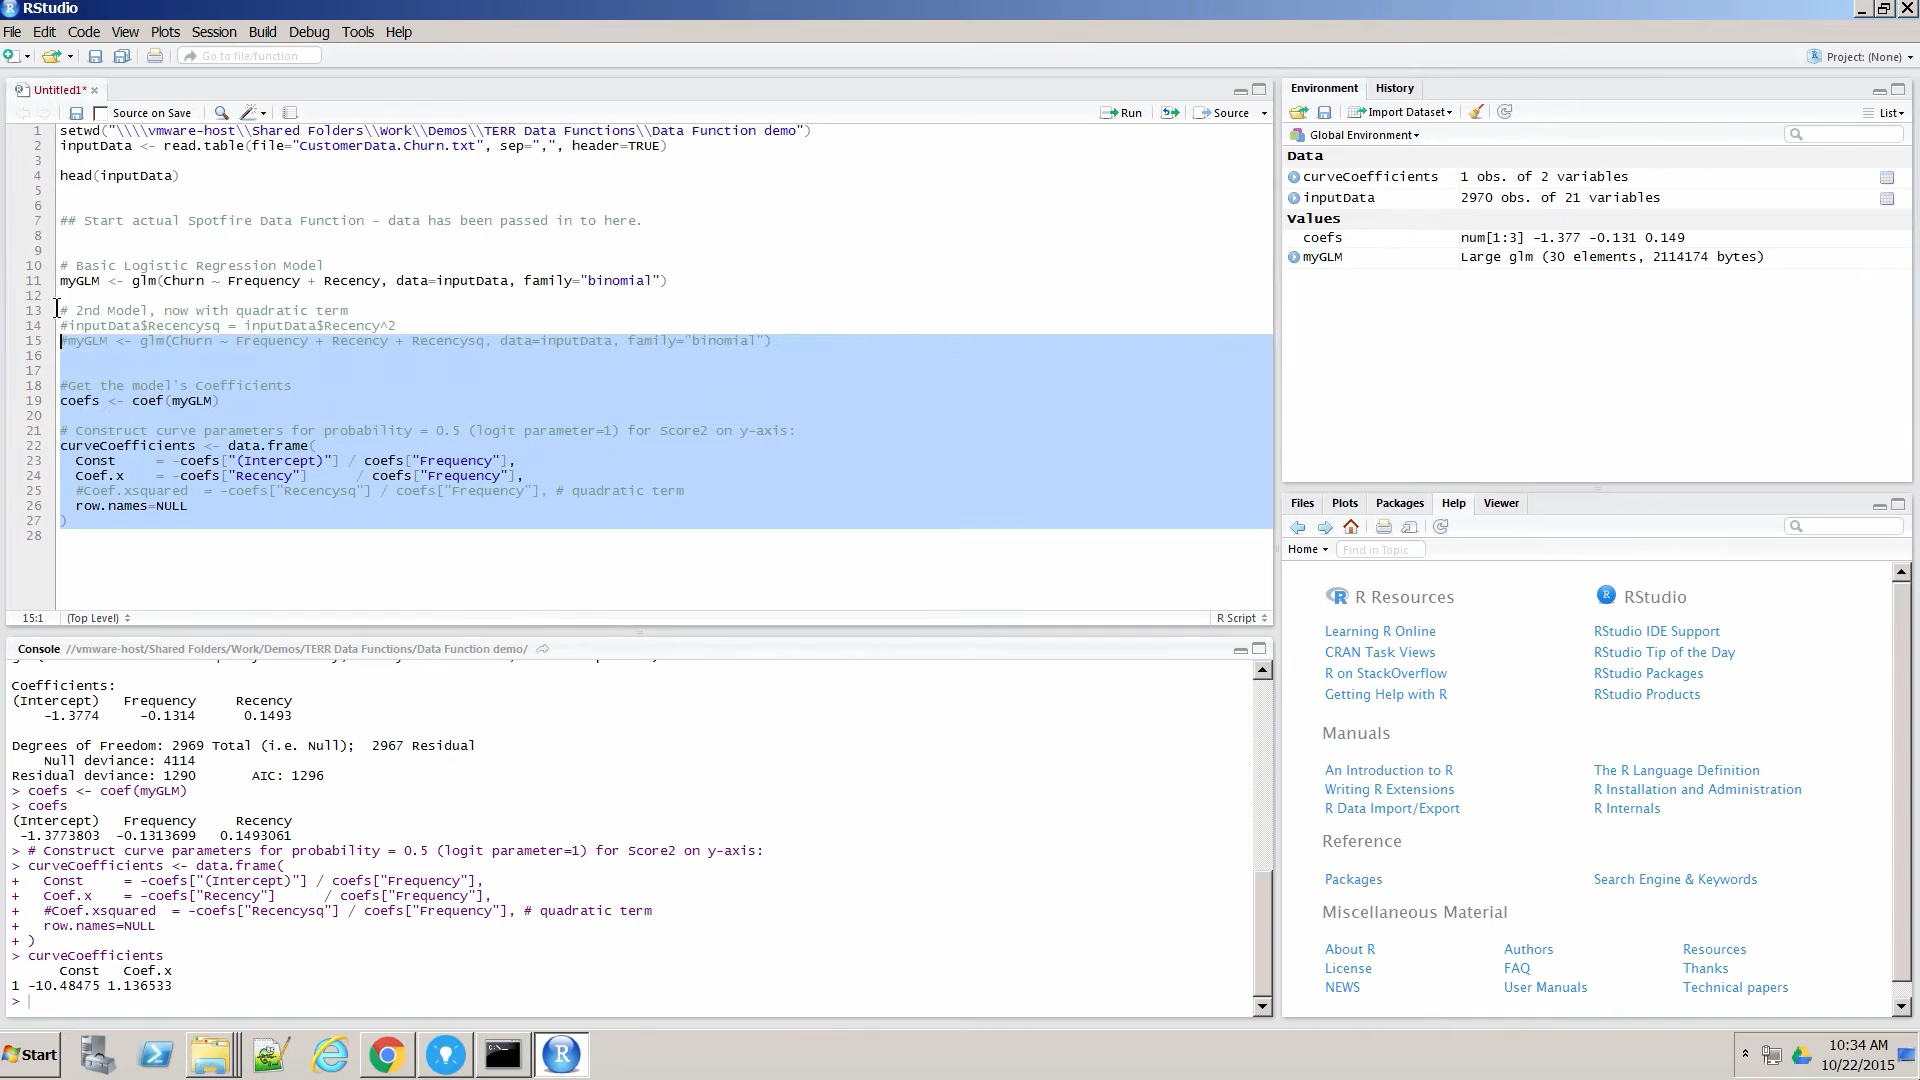 RStudio
File Edit Code View Plots Session Build Debug Tools Help
Go to file/function
Project: (None)
Untitled1*
Source on Save
Run
Source
1 setwd("\\\\vmware-host\\Shared Folders\\Work\\Demos\\TERR Data Functions\\Data Function demo")
2 inputData <- read.table(file="CustomerData.Churn.txt", sep=",", header=TRUE)
3
4 head(inputData)
5
6
7 ## Start actual Spotfire Data Function - data has been passed in to here.
8
9
10 # Basic Logistic Regression Model
11 myGLM <- glm(Churn ~ Frequency + Recency, data=inputData, family="binomial")
12
13 # 2nd Model, now with quadratic term
14 #inputData$Recencysq = inputData$Recency^2
15 #myGLM <- glm(Churn ~ Frequency + Recency + Recencysq, data=inputData, family="binomial")
16
17
18 #Get the model's Coefficients
19 coefs <- coef(myGLM)
20
21 # Construct curve parameters for probability = 0.5 (logit parameter=1) for Score2 on y-axis:
22 curveCoefficients <- data.frame(
23 Const = -coefs["(Intercept)"] / coefs["Frequency"],
24 Coef.x = -coefs["Recency"] / coefs["Frequency"],
25 #Coef.xsquared = -coefs["Recencysq"] / coefs["Frequency"], # quadratic term
26 row.names=NULL
27 )
28
15:1 (Top Level) R Script
Console //vmware-host/Shared Folders/Work/Demos/TERR Data Functions/Data Function demo/
Coefficients:
(Intercept) Frequency Recency
-1.3774 -0.1314 0.1493
Degrees of Freedom: 2969 Total (i.e. Null); 2967 Residual
Null deviance: 4114
Residual deviance: 1290 AIC: 1296
> coefs <- coef(myGLM)
> coefs
(Intercept) Frequency Recency
-1.3773803 -0.1313699 0.1493061
> # Construct curve parameters for probability = 0.5 (logit parameter=1) for Score2 on y-axis:
> curveCoefficients <- data.frame(
+ Const = -coefs["(Intercept)"] / coefs["Frequency"],
+ Coef.x = -coefs["Recency"] / coefs["Frequency"],
+ #Coef.xsquared = -coefs["Recencysq"] / coefs["Frequency"], # quadratic term
+ row.names=NULL
+ )
> curveCoefficients
Const Coef.x
1 -10.48475 1.136533
>
Environment History
Import Dataset
List
Global Environment
Data
curveCoefficients 1 obs. of 2 variables
inputData 2970 obs. of 21 variables
Values
coefs num[1:3] -1.377 -0.131 0.149
myGLM Large glm (30 elements, 2114174 bytes)
Files Plots Packages Help Viewer
Home Find in Topic
R Resources RStudio
Learning R Online RStudio IDE Support
CRAN Task Views RStudio Tip of the Day
R on StackOverflow RStudio Packages
Getting Help with R RStudio Products
Manuals
An Introduction to R The R Language Definition
Writing R Extensions R Installation and Administration
R Data Import/Export R Internals
Reference
Packages Search Engine & Keywords
Miscellaneous Material
About R Authors Resources
License FAQ Thanks
NEWS User Manuals Technical papers
Start
10:34 AM
10/22/2015